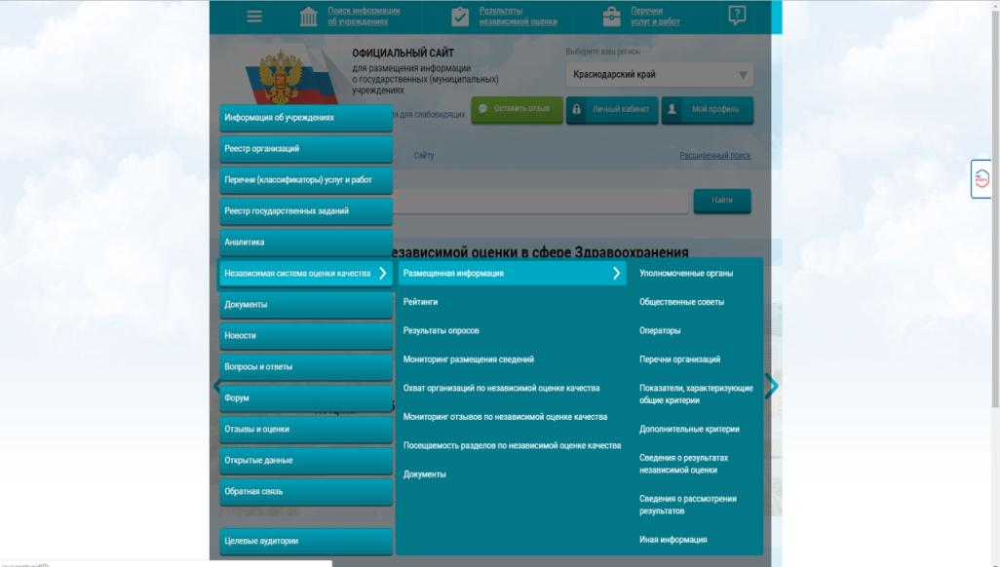 Поиск информации
об учреждениях
Результаты
независимой оценки
Перечни
услуг и работ
ОФИЦИАЛЬНЫЙ САЙТ
для размещения информации
о государственных (муниципальных)
учреждениях
Выберите ваш регион
Краснодарский край
для слабовидящих
Оставить отзыв
Личный кабинет
Мой профиль
Сайту
Расширенный поиск
Найти
езависимой оценки в сфере Здравоохранения
Информация об учреждениях
Реестр организаций
Перечни (классификаторы) услуг и работ
Реестр государственных заданий
Аналитика
Независимая система оценки качества
Документы
Новости
Вопросы и ответы
Форум
Отзывы и оценки
Открытые данные
Обратная связь
Целевые аудитории
Размещенная информация
Рейтинги
Результаты опросов
Мониторинг размещения сведений
Охват организаций по независимой оценке качества
Мониторинг отзывов по независимой оценке качества
Посещаемость разделов по независимой оценке качества
Документы
Уполномоченные органы
Общественные советы
Операторы
Перечни организаций
Показатели, характеризующие
общие критерии
Дополнительные критерии
Сведения о результатах
независимой оценки
Сведения о рассмотрении
результатов
Иная информация